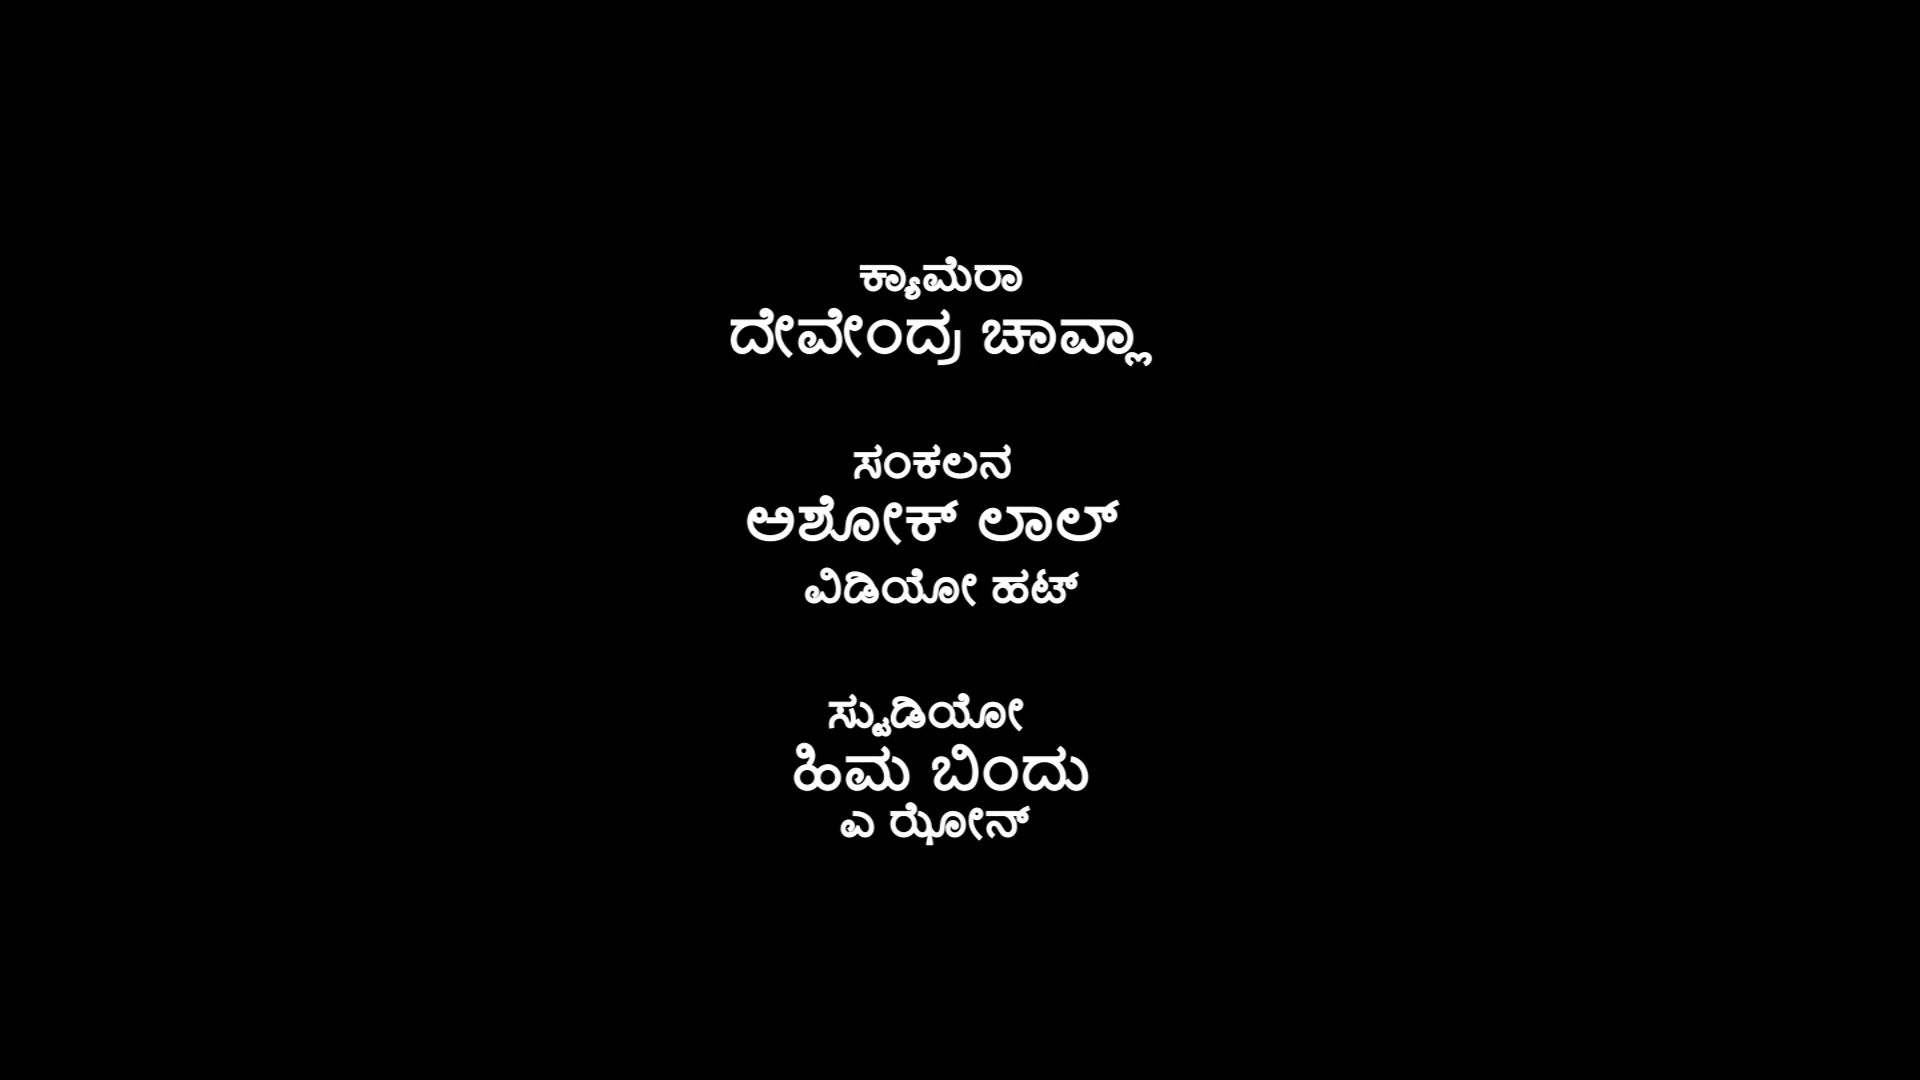 ಕ್ಯಾಮೆರಾ
ದೇವೇಂದ್ರ ಚಾವ್ಲಾ
ಸಂಕಲನ
ಅಶೋಕ್ ಲಾಲ್
ವಿಡಿಯೋ ಹಟ್
ಸ್ಟುಡಿಯೋ
ಹಿಮ ಬಿಂದು
ಎ ಝೋನ್